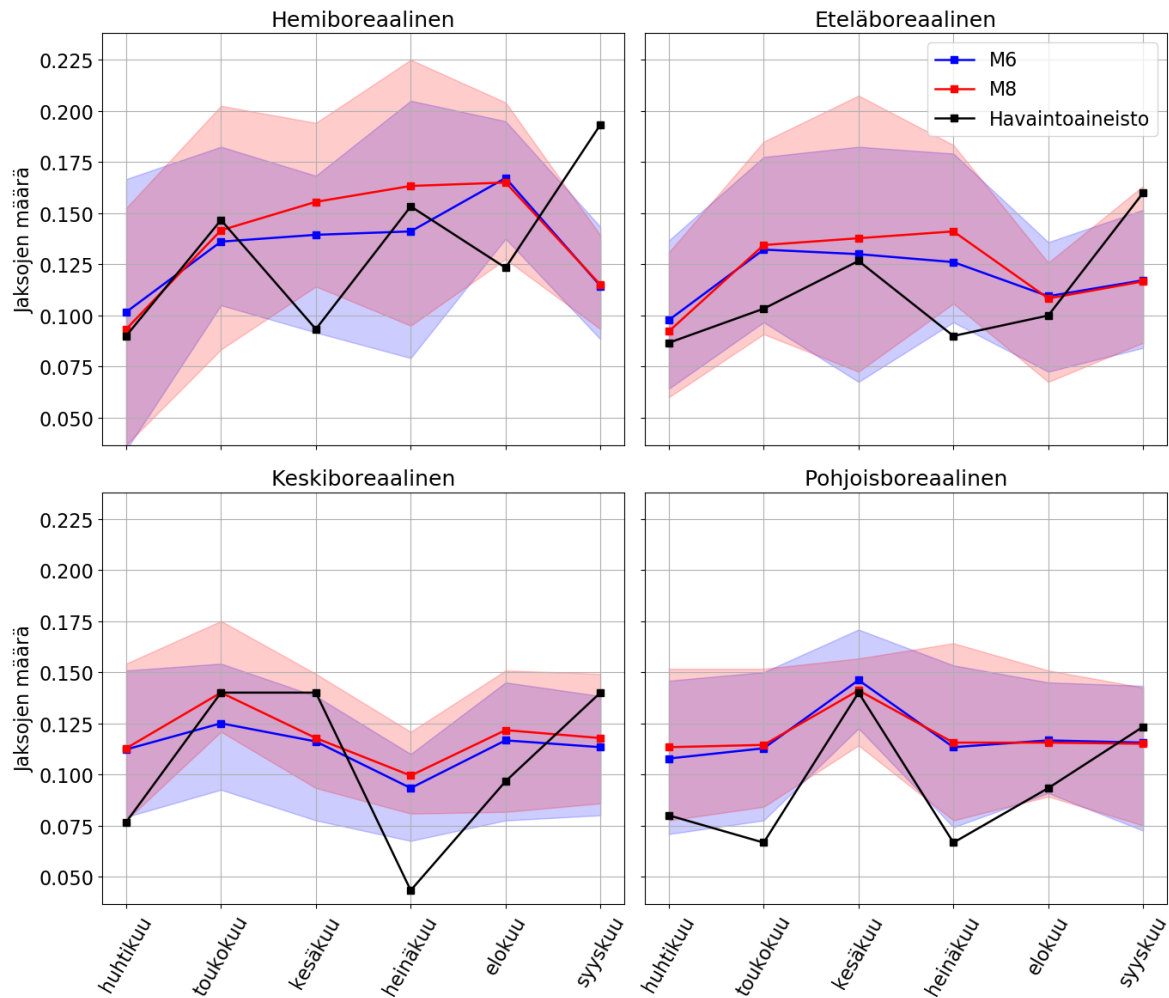 Hemiboreaalinen
Eteläboreaalinen
0.225
0.200
0.175
0.150
0.125
0.100
0.075
0.050
Jaksojen määrä
M6
M8
Havaintoaineisto
Keskiboreaalinen
Pohjoisboreaalinen
0.225
0.200
0.175
0.150
0.125
0.100
0.075
0.050
Jaksojen määrä
huhtikuu
toukokuu
kesäkuu
heinäkuu
elokuu
syyskuu
huhtikuu
toukokuu
kesäkuu
heinäkuu
elokuu
syyskuu